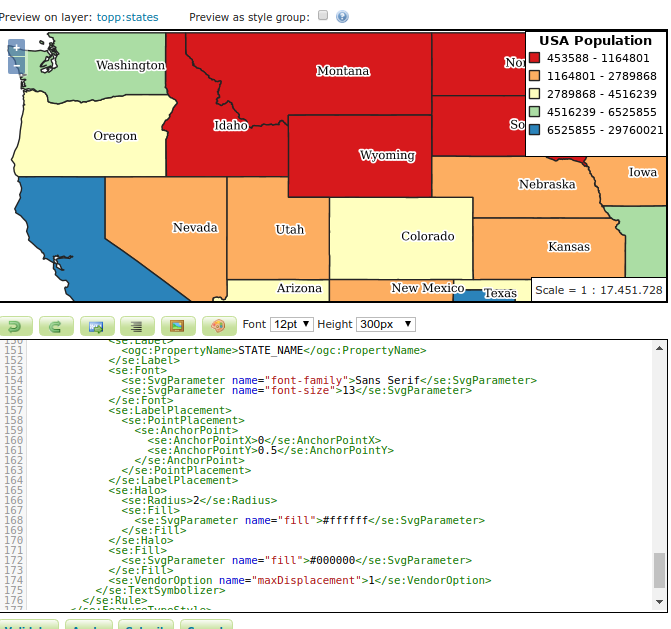 Preview on layer: topp:states Preview as style group:
+
−
Washington
Montana
Oregon
Idaho
Wyoming
Nebraska
Iowa
Nevada
Utah
Colorado
Kansas
Arizona
New Mexico
Texas
USA Population
453588 - 1164801
1164801 - 2789868
2789868 - 4516239
4516239 - 6525855
6525855 - 29760021
Scale = 1 : 17.451.728
Font 12pt Height 300px
150 <se:Label>
151 <ogc:PropertyName>STATE_NAME</ogc:PropertyName>
152 </se:Label>
153 <se:Font>
154 <se:SvgParameter name="font-family">Sans Serif</se:SvgParameter>
155 <se:SvgParameter name="font-size">13</se:SvgParameter>
156 </se:Font>
157 <se:LabelPlacement>
158 <se:PointPlacement>
159 <se:AnchorPoint>
160 <se:AnchorPointX>0</se:AnchorPointX>
161 <se:AnchorPointY>0.5</se:AnchorPointY>
162 </se:AnchorPoint>
163 </se:PointPlacement>
164 </se:LabelPlacement>
165 <se:Halo>
166 <se:Radius>2</se:Radius>
167 <se:Fill>
168 <se:SvgParameter name="fill">#ffffff</se:SvgParameter>
169 </se:Fill>
170 </se:Halo>
171 <se:Fill>
172 <se:SvgParameter name="fill">#000000</se:SvgParameter>
173 </se:Fill>
174 <se:VendorOption name="maxDisplacement">1</se:VendorOption>
175 </se:TextSymbolizer>
176 </se:Rule>
177 </se:FeatureTypeStyle>